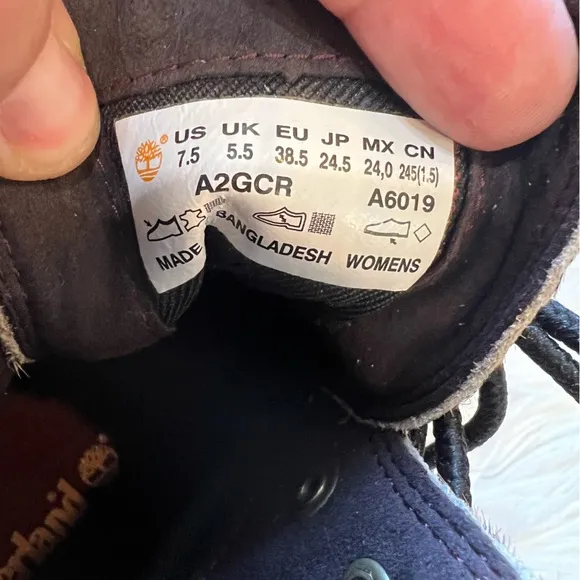 US UK EU JP MX CN
7.5 5.5 38.5 24.5 24,0 245(1.5)
A2GCR A6019
MADE BANGLADESH WOMENS